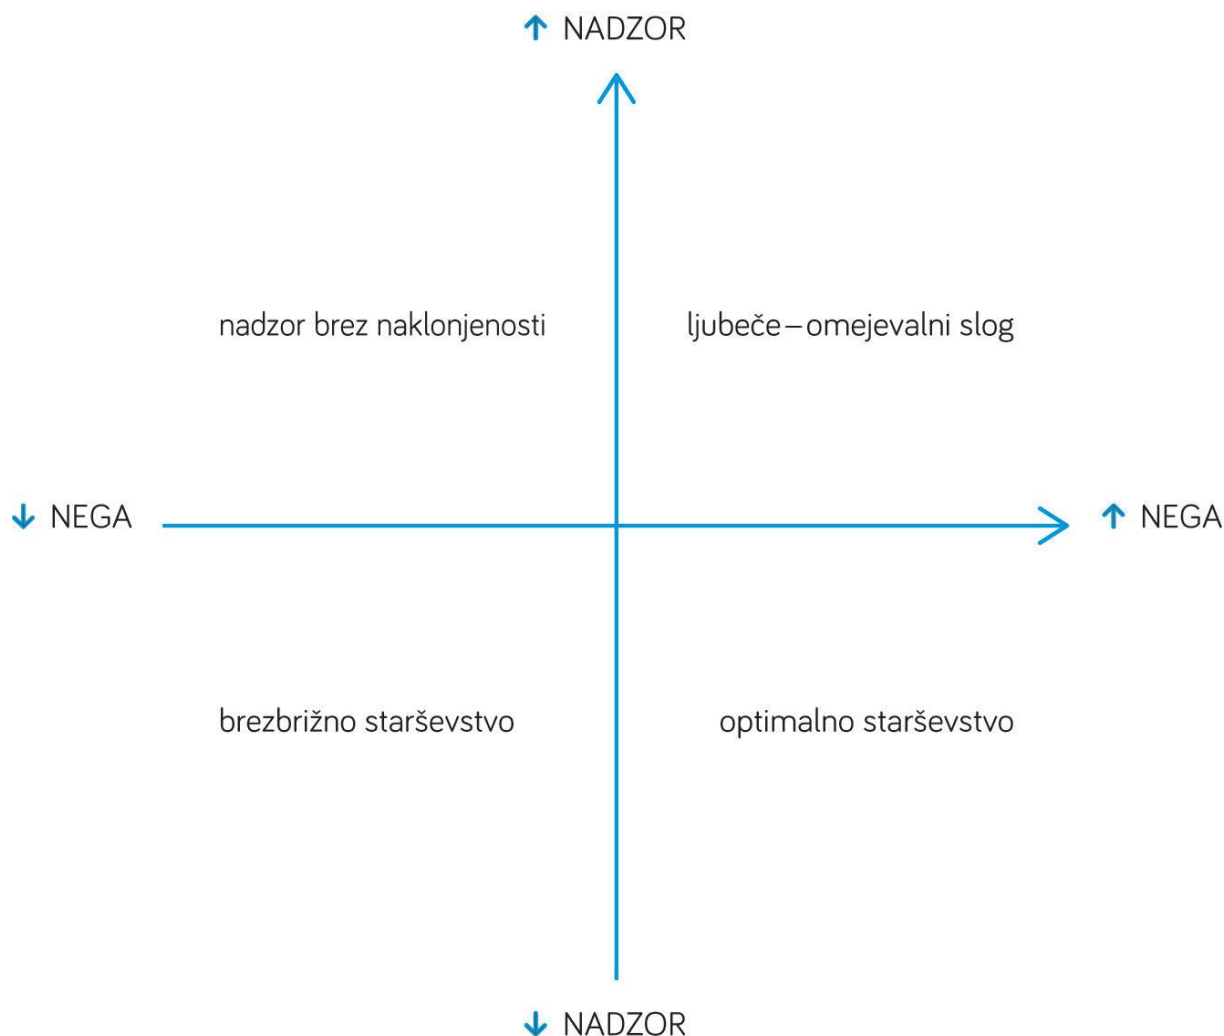 ↑ NADZOR
nadzor brez naklonjenosti
ljubeče–omejevalni slog
↓ NEGA
↑ NEGA
brezbrižno starševstvo
optimalno starševstvo
↓ NADZOR